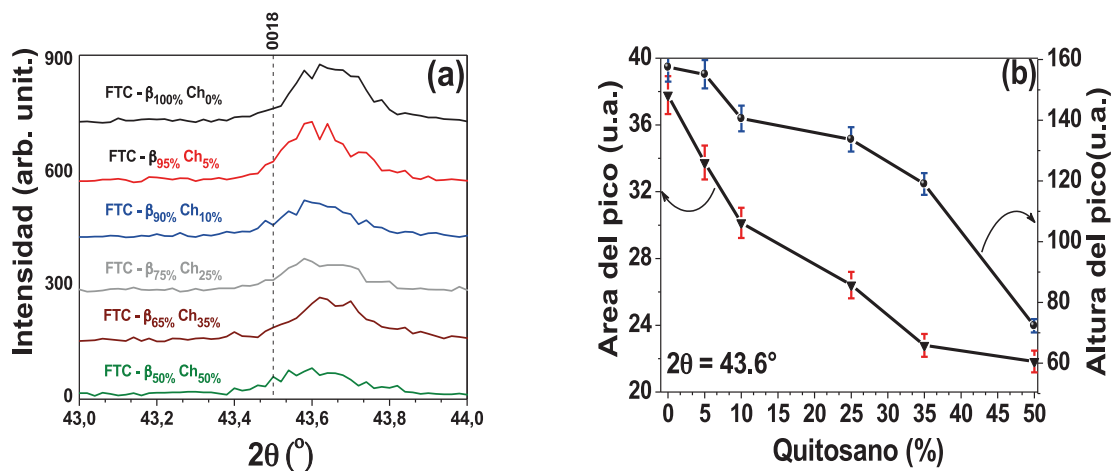 0018
(a)
Intensidad (arb. unit.)
900
600
300
0
FTC - β100% Ch0%
FTC - β95% Ch5%
FTC - β90% Ch10%
FTC - β75% Ch25%
FTC - β65% Ch35%
FTC - β50% Ch50%
43,0 43,2 43,4 43,6 43,8 44,0
2θ (°)
(b)
Area del pico (u.a.)
40
36
32
28
24
20
Altura del pico(u.a.)
160
140
120
100
80
60
2θ = 43.6°
0 5 10 15 20 25 30 35 40 45 50
Quitosano (%)